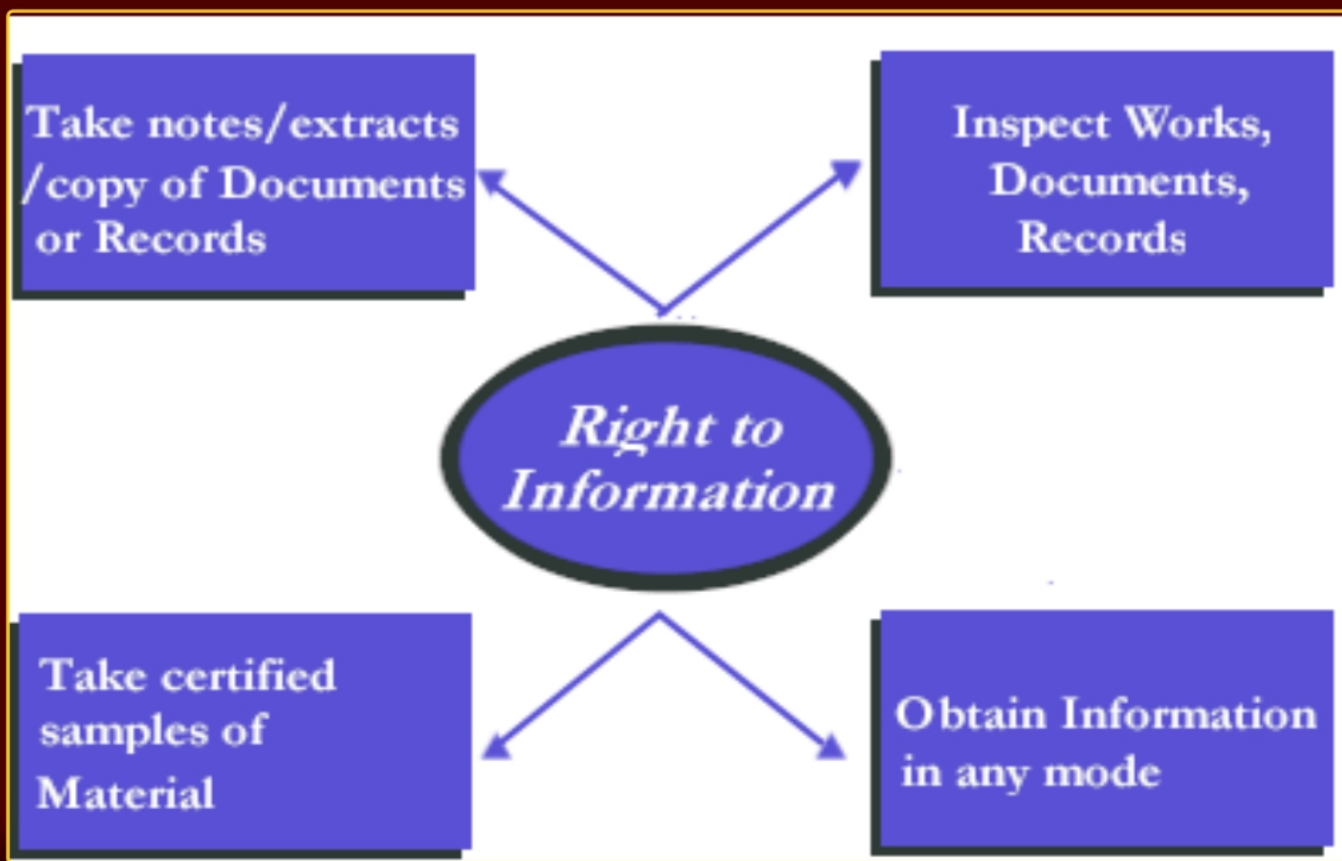 Take notes/extracts
/copy of Documents
or Records
Inspect Works,
Documents,
Records
Right to
Information
Take certified
samples of
Material
Obtain Information
in any mode